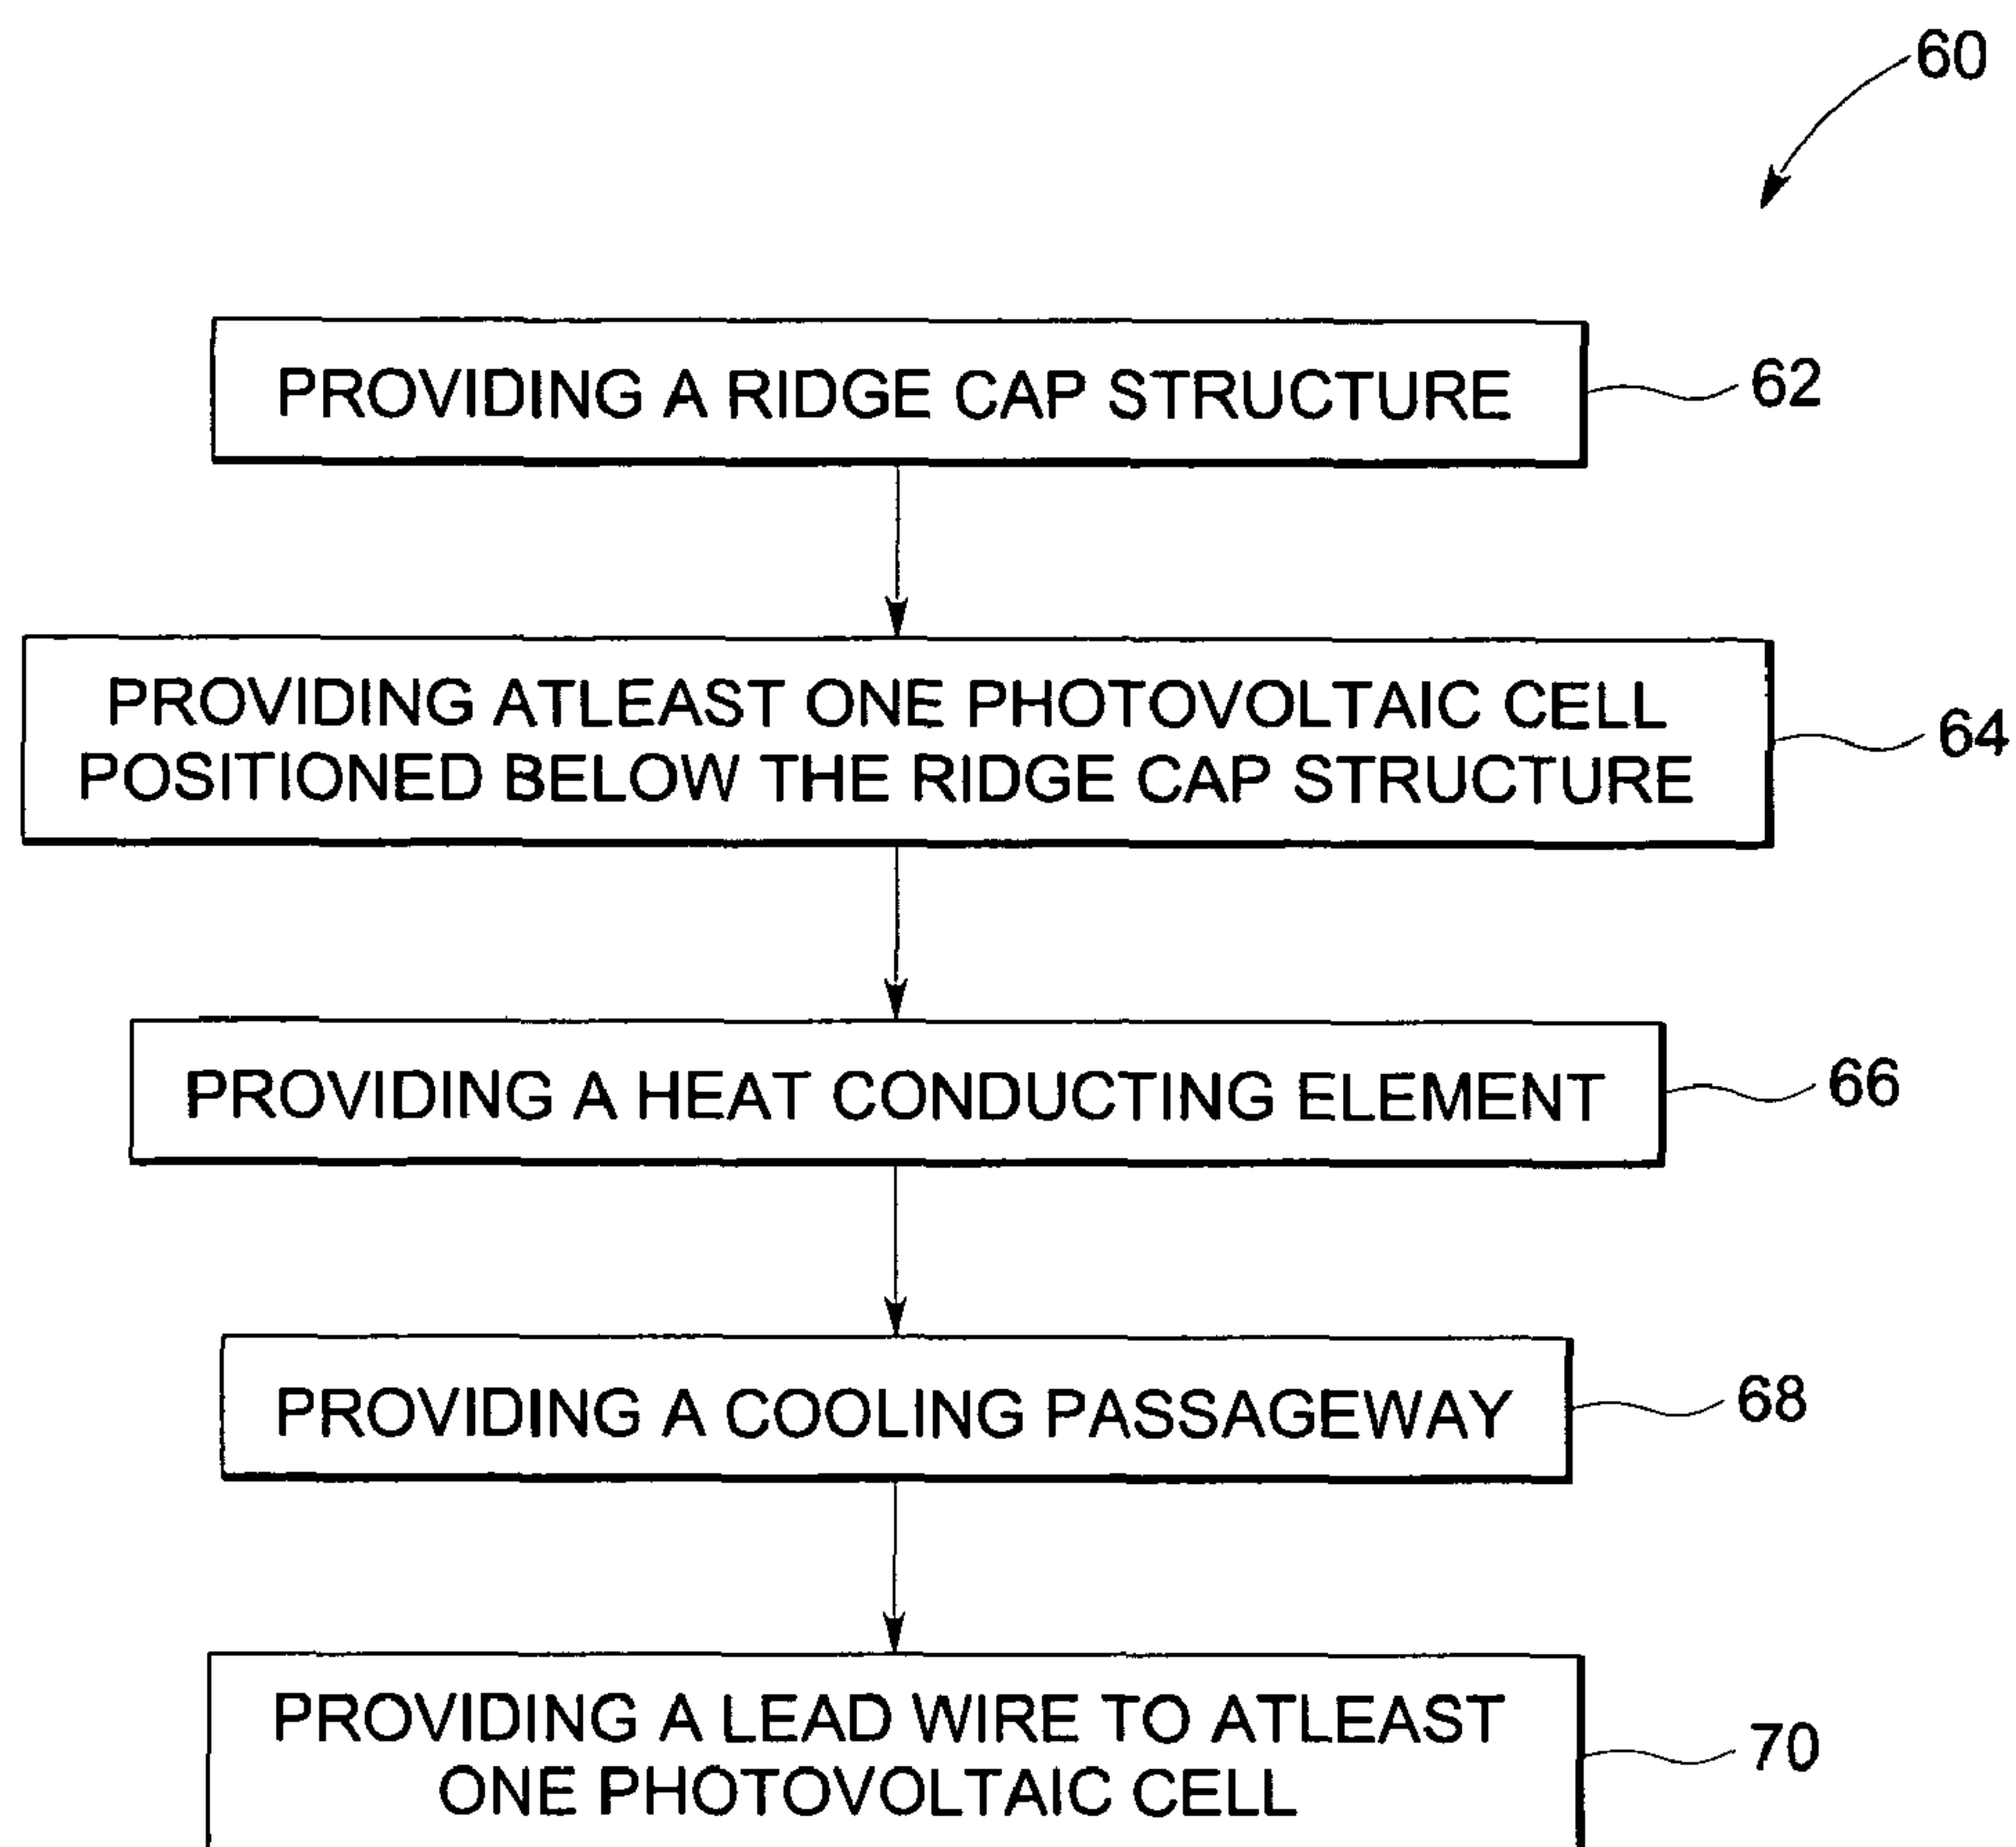 60
PROVIDING A RIDGE CAP STRUCTURE
62
PROVIDING ATLEAST ONE PHOTOVOLTAIC CELL
POSITIONED BELOW THE RIDGE CAP STRUCTURE
64
PROVIDING A HEAT CONDUCTING ELEMENT
66
PROVIDING A COOLING PASSAGEWAY
68
PROVIDING A LEAD WIRE TO ATLEAST
ONE PHOTOVOLTAIC CELL
70